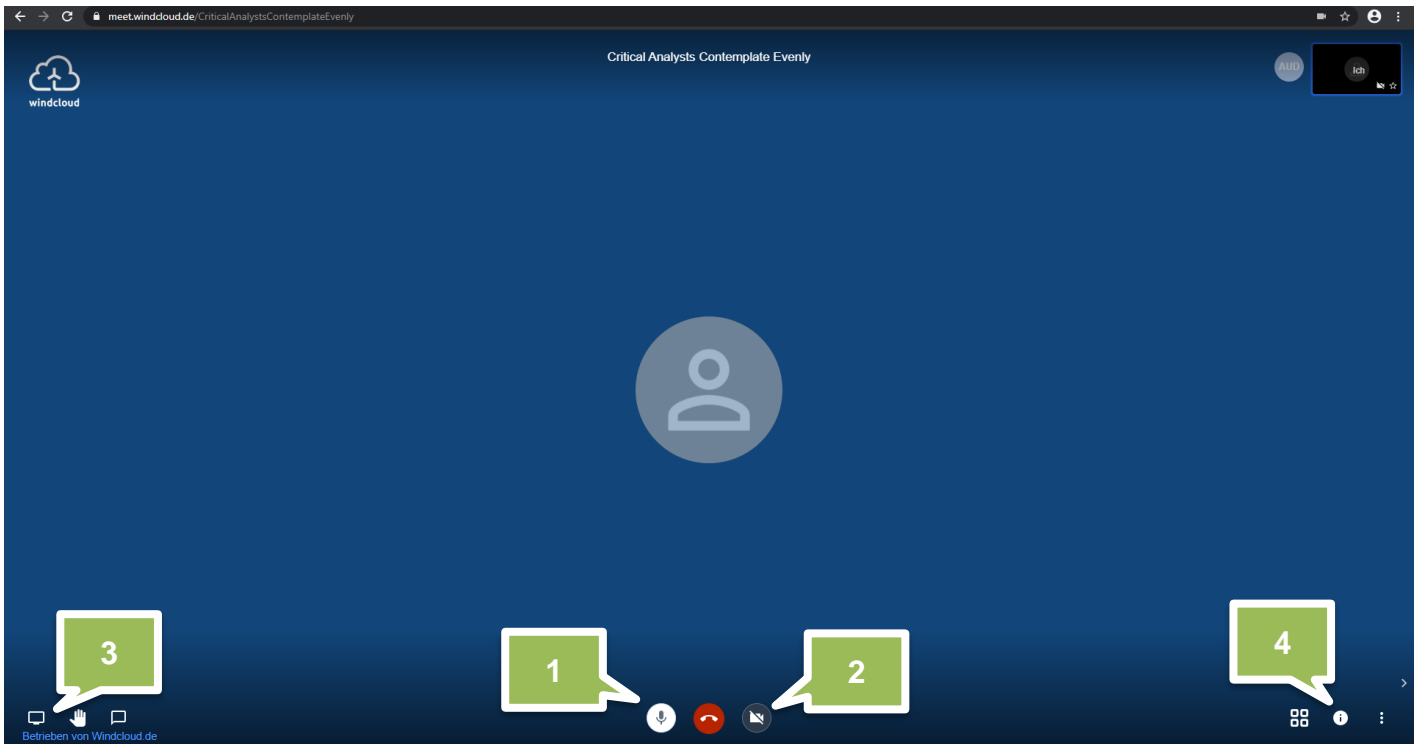 meet.windcloud.de/CriticalAnalystsContemplateEvenly
Critical Analysts Contemplate Evenly
AUD
Ich
windcloud
3
1
2
4
Betrieben von Windcloud.de